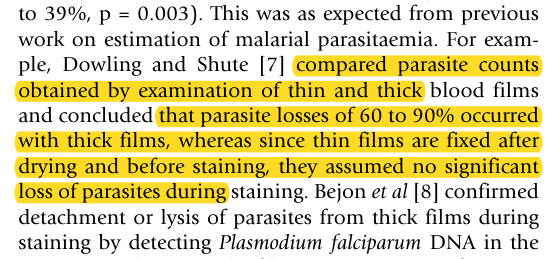 to 39%, p = 0.003). This was as expected from previous
work on estimation of malarial parasitaemia. For exam-
ple, Dowling and Shute [7] compared parasite counts
obtained by examination of thin and thick blood films
and concluded that parasite losses of 60 to 90% occurred
with thick films, whereas since thin films are fixed after
drying and before staining, they assumed no significant
loss of parasites during staining. Bejon et al [8] confirmed
detachment or lysis of parasites from thick films during
staining by detecting Plasmodium falciparum DNA in the